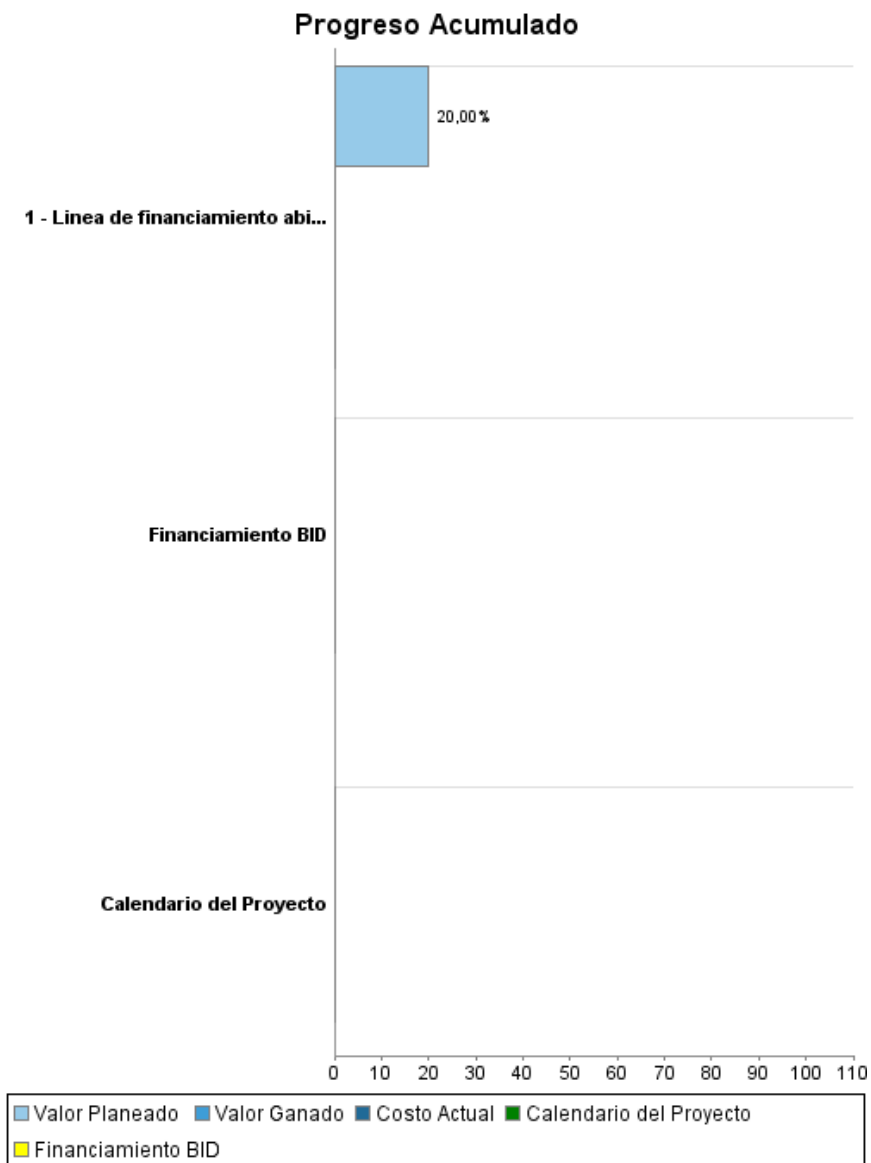 Progreso Acumulado
20,00%
1 - Linea de financiamiento abi...
Financiamiento BID
Calendario del Proyecto
0 10 20 30 40 50 60 70 80 90 100 110
Valor Planeado Valor Ganado Costo Actual Calendario del Proyecto
Financiamiento BID